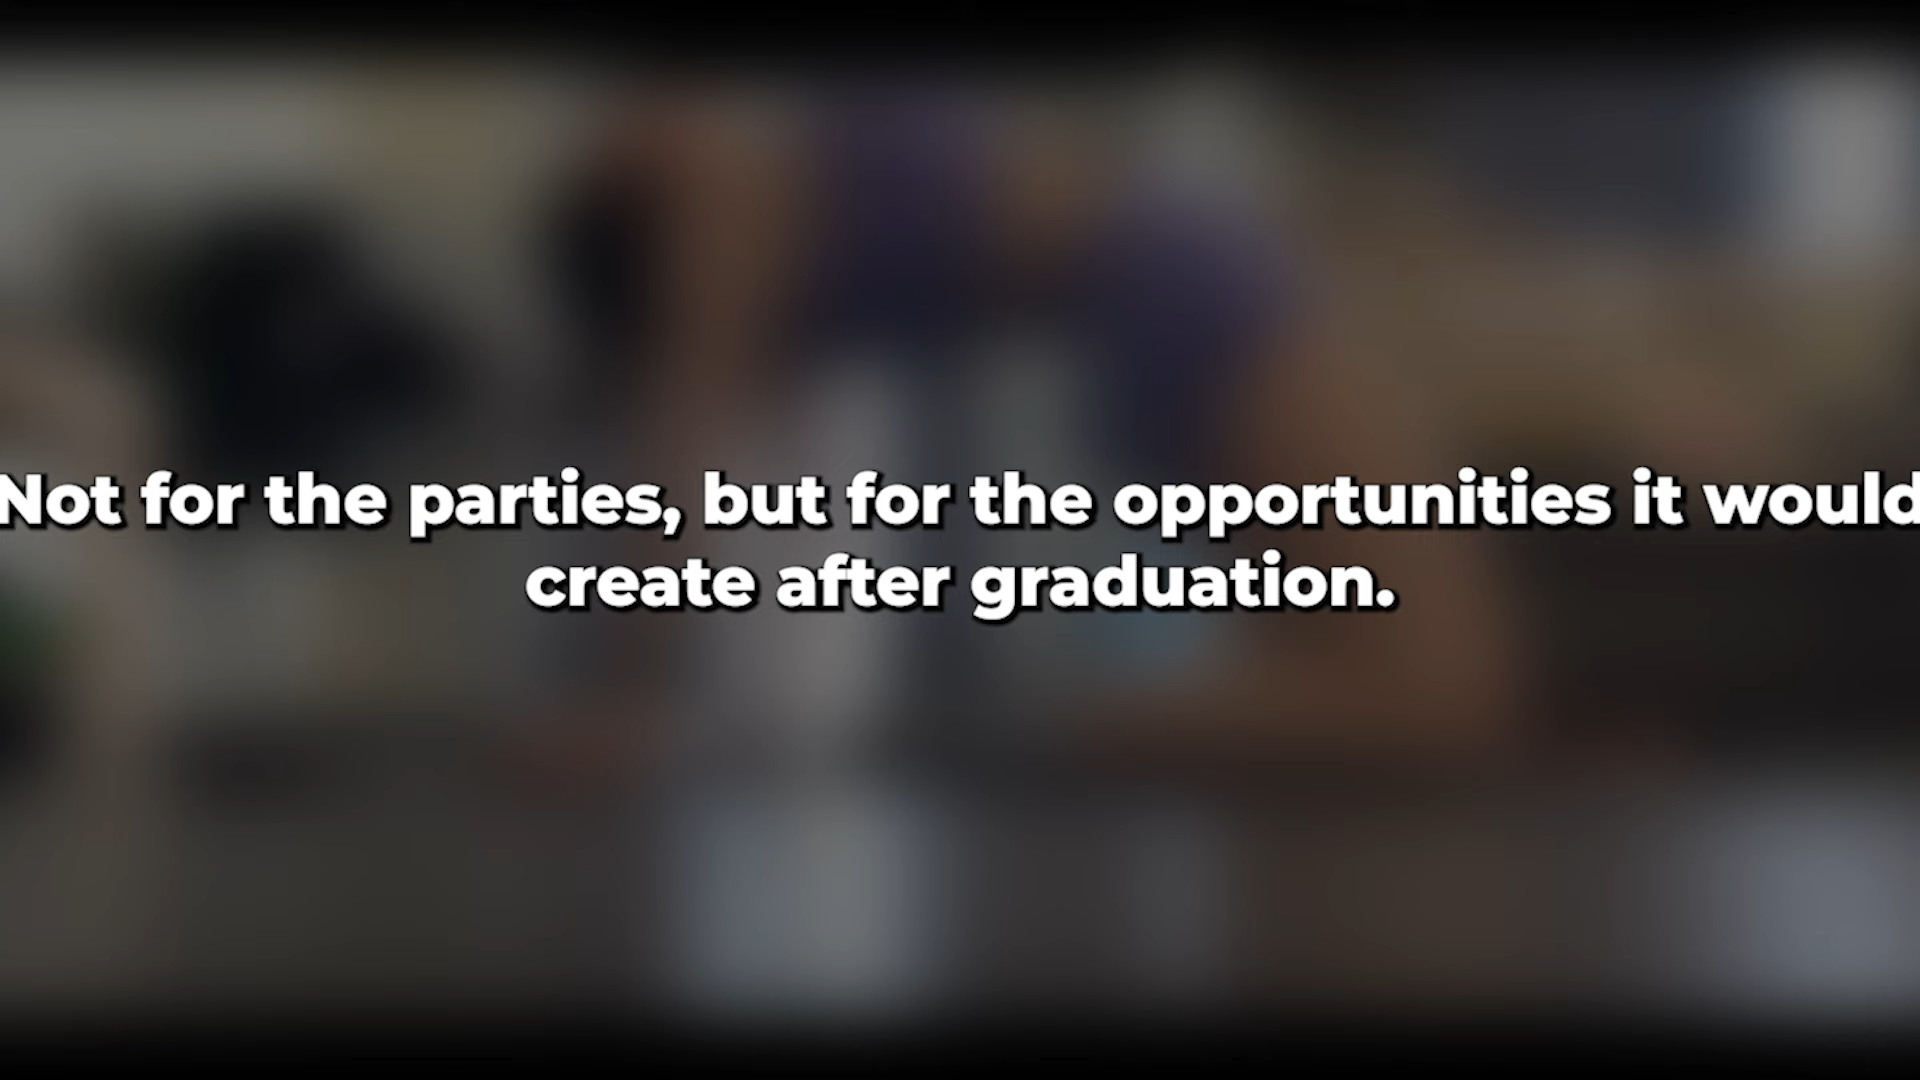 Not for the parties, but for the opportunities it would
create after graduation.